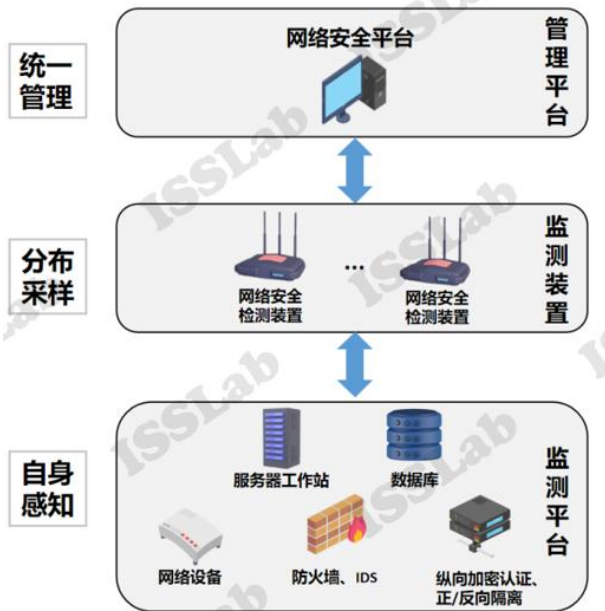 统一
管理
网络安全平台
管理平台
ISSLab
分布
采样
网络安全
检测装置
...
网络安全
检测装置
监测装置
ISSLab
自身
感知
服务器工作站
数据库
网络设备
防火墙、IDS
纵向加密认证、
正/反向隔离
监测平台
ISSLab
ISSLab